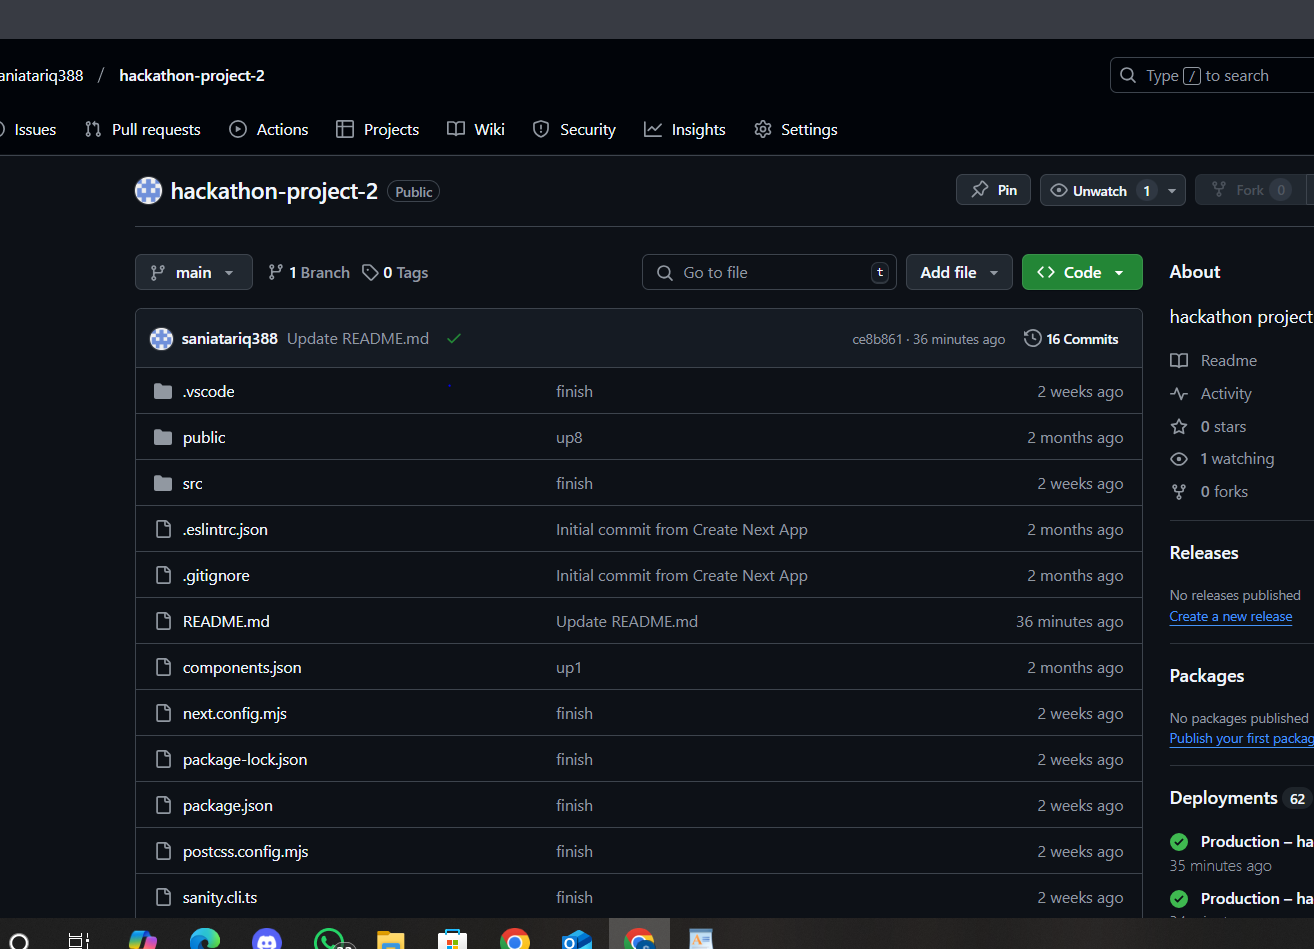 aniatariq388 / hackathon-project-2
Type / to search
Issues
Pull requests
Actions
Projects
Wiki
Security
Insights
Settings
hackathon-project-2 Public
Pin
Unwatch 1
Fork 0
main
1 Branch
0 Tags
Go to file t
Add file
Code
saniatariq388 Update README.md ce8b861 · 36 minutes ago 16 Commits
.vscode finish 2 weeks ago
public up8 2 months ago
src finish 2 weeks ago
.eslintrc.json Initial commit from Create Next App 2 months ago
.gitignore Initial commit from Create Next App 2 months ago
README.md Update README.md 36 minutes ago
components.json up1 2 months ago
next.config.mjs finish 2 weeks ago
package-lock.json finish 2 weeks ago
package.json finish 2 weeks ago
postcss.config.mjs finish 2 weeks ago
sanity.cli.ts finish 2 weeks ago
About
hackathon project
Readme
Activity
0 stars
1 watching
0 forks
Releases
No releases published
Create a new release
Packages
No packages published
Publish your first packag
Deployments 62
Production – ha
35 minutes ago
Production – ha